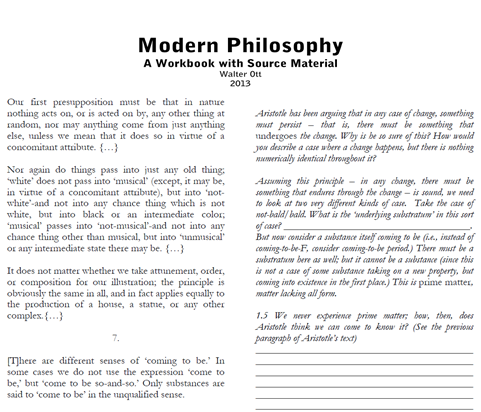 Modern Philosophy
A Workbook with Source Material
Walter Ott
2013
Our first presupposition must be that in nature
nothing acts on, or is acted on by, any other thing at
random, nor may anything come from just anything
else, unless we mean that it does so in virtue of a
concomitant attribute. {…}
Nor again do things pass into just any old thing;
'white' does not pass into 'musical' (except, it may be,
in virtue of a concomitant attribute), but into 'not-
white'-and not into any chance thing which is not
white, but into black or an intermediate color;
'musical' passes into 'not-musical'-and not into any
chance thing other than musical, but into 'unmusical'
or any intermediate state there may be. {…}
It does not matter whether we take attunement, order,
or composition for our illustration; the principle is
obviously the same in all, and in fact applies equally to
the production of a house, a statue, or any other
complex.{…}
7.
[T]here are different senses of 'coming to be.' In
some cases we do not use the expression 'come to
be,' but 'come to be so-and-so.' Only substances are
said to 'come to be' in the unqualified sense.
Aristotle has been arguing that in any case of change, something
must persist – that is, there must be something that
undergoes the change. Why is he so sure of this? How would
you describe a case where a change happens, but there is nothing
numerically identical throughout it?
Assuming this principle – in any change, there must be
something that endures through the change – is sound, we need
to look at two very different kinds of case. Take the case of
not-bald/bald. What is the 'underlying substratum' in this sort
of case? ______________________________.
But now consider a substance itself coming to be (i.e., instead of
coming-to-be-F, consider coming-to-be period.) There must be a
substratum here as well; but it cannot be a substance (since this
is not a case of some substance taking on a new property, but
coming into existence in the first place.) This is prime matter,
matter lacking all form.
1.5 We never experience prime matter; how, then, does
Aristotle think we can come to know it? (See the previous
paragraph of Aristotle's text)